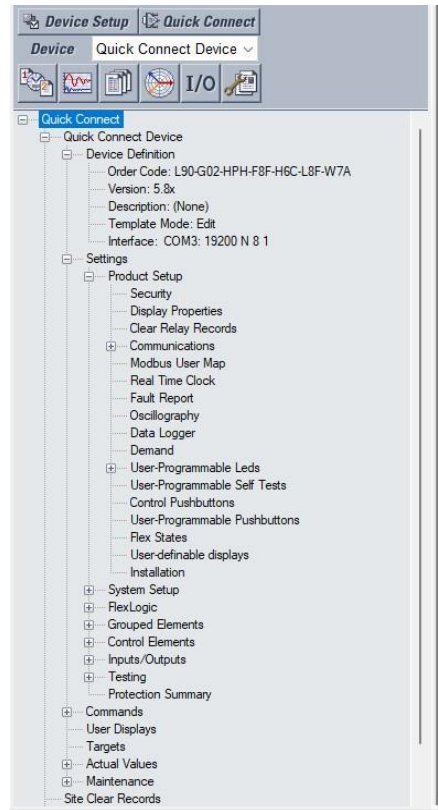 Device Setup Quick Connect
Device Quick Connect Device
I/O
Quick Connect
Quick Connect Device
Device Definition
Order Code: L90-G02-HPH-F8F-H6C-L8F-W7A
Version: 5.8x
Description: (None)
Template Mode: Edit
Interface: COM3: 19200 N 8 1
Settings
Product Setup
Security
Display Properties
Clear Relay Records
Communications
Modbus User Map
Real Time Clock
Fault Report
Oscillography
Data Logger
Demand
User-Programmable Leds
User-Programmable Self Tests
Control Pushbuttons
User-Programmable Pushbuttons
Flex States
User-definable displays
Installation
System Setup
FlexLogic
Grouped Elements
Control Elements
Inputs/Outputs
Testing
Protection Summary
Commands
User Displays
Targets
Actual Values
Maintenance
Site Clear Records